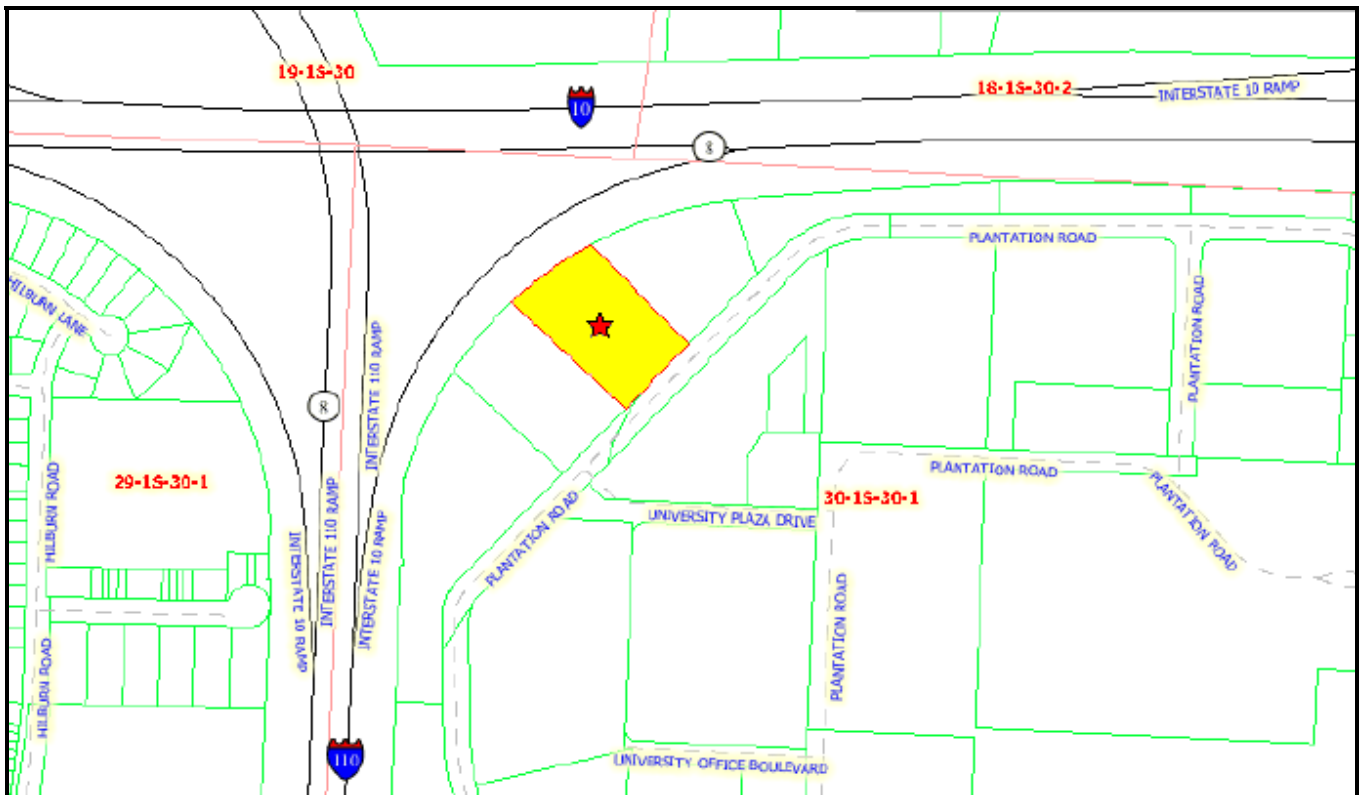 19-1S-30
10
18-1S-30-2
INTERSTATE 10 RAMP
8
PLANTATION ROAD
HILBURN LANE
PLANTATION ROAD
INTERSTATE 110 RAMP
8
PLANTATION ROAD
29-1S-30-1
30-1S-30-1
HILBURN ROAD
INTERSTATE 110 RAMP
PLANTATION ROAD
UNIVERSITY PLAZA DRIVE
PLANTATION ROAD
INTERSTATE 10 RAMP
INTERSTATE 10 RAMP
PLANTATION ROAD
HILBURN ROAD
110
UNIVERSITY OFFICE BOULEVARD